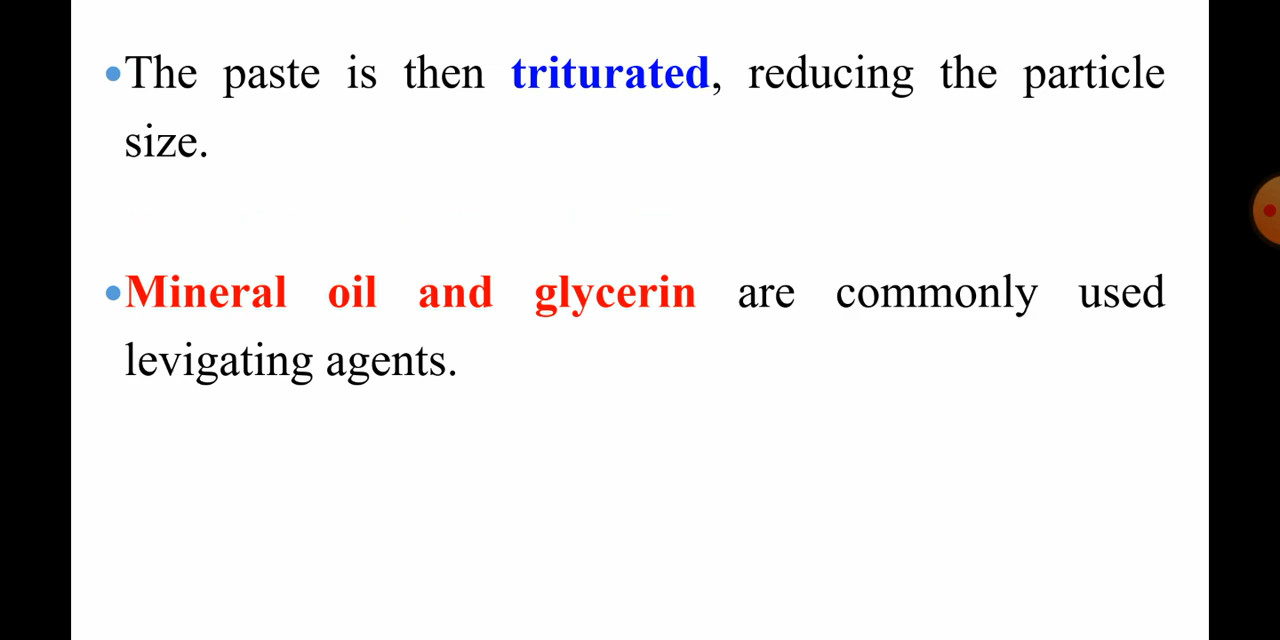 •The paste is then triturated, reducing the particle
size.
•Mineral oil and glycerin are commonly used
levigating agents.